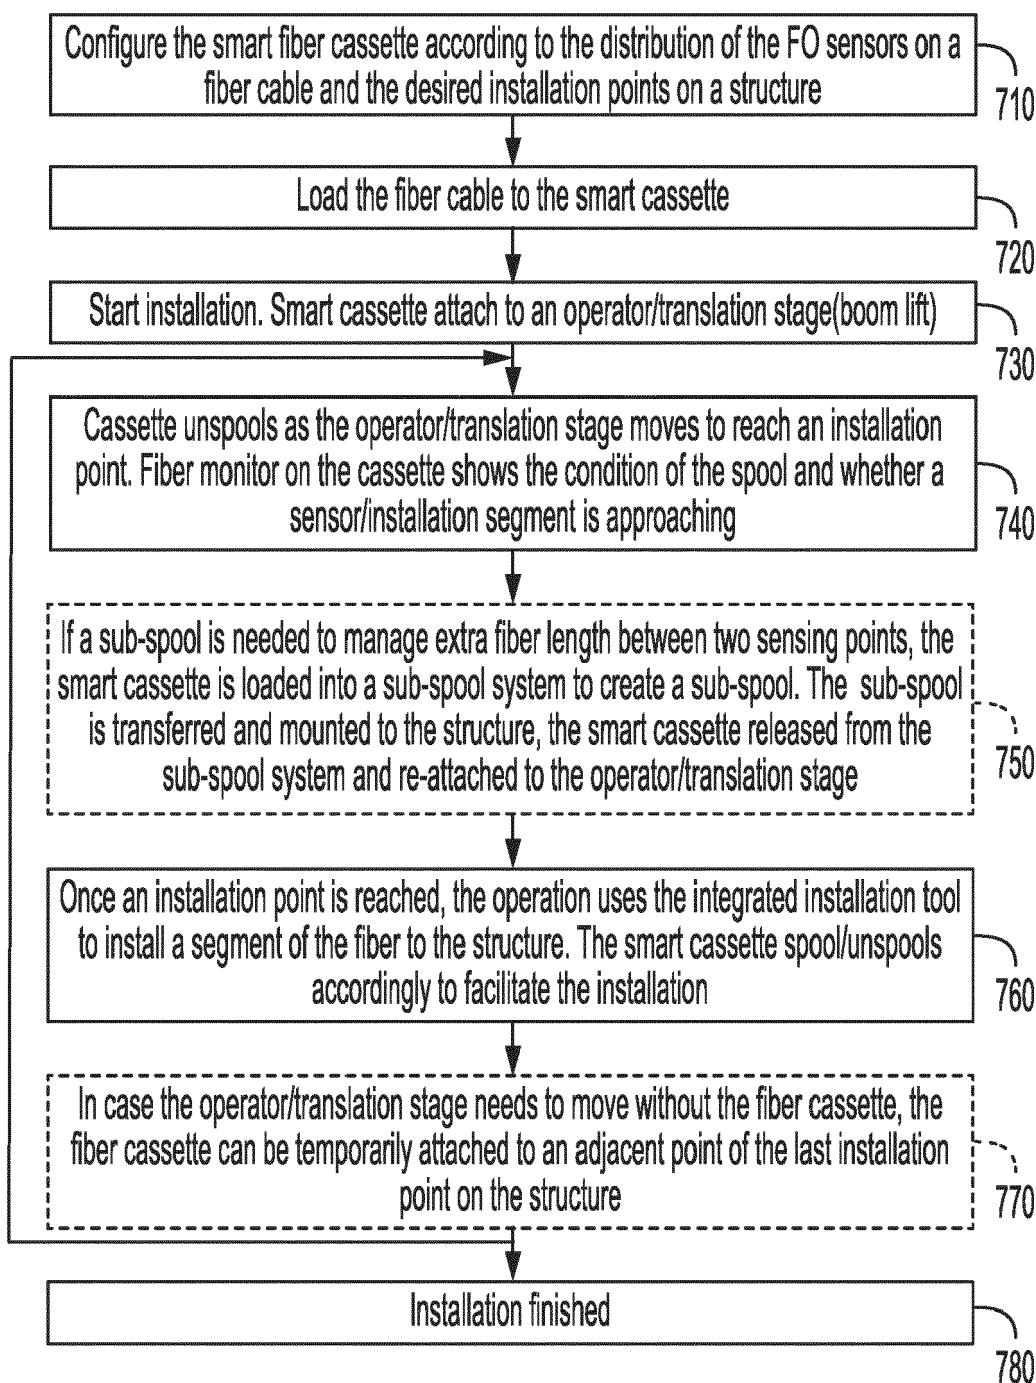 Configure the smart fiber cassette according to the distribution of the FO sensors on a
fiber cable and the desired installation points on a structure
710
Load the fiber cable to the smart cassette
720
Start installation. Smart cassette attach to an operator/translation stage(boom lift)
730
Cassette unspools as the operator/translation stage moves to reach an installation
point. Fiber monitor on the cassette shows the condition of the spool and whether a
sensor/installation segment is approaching
740
If a sub-spool is needed to manage extra fiber length between two sensing points, the
smart cassette is loaded into a sub-spool system to create a sub-spool. The sub-spool
is transferred and mounted to the structure, the smart cassette released from the
sub-spool system and re-attached to the operator/translation stage
750
Once an installation point is reached, the operation uses the integrated installation tool
to install a segment of the fiber to the structure. The smart cassette spool/unspools
accordingly to facilitate the installation
760
In case the operator/translation stage needs to move without the fiber cassette, the
fiber cassette can be temporarily attached to an adjacent point of the last installation
point on the structure
770
Installation finished
780